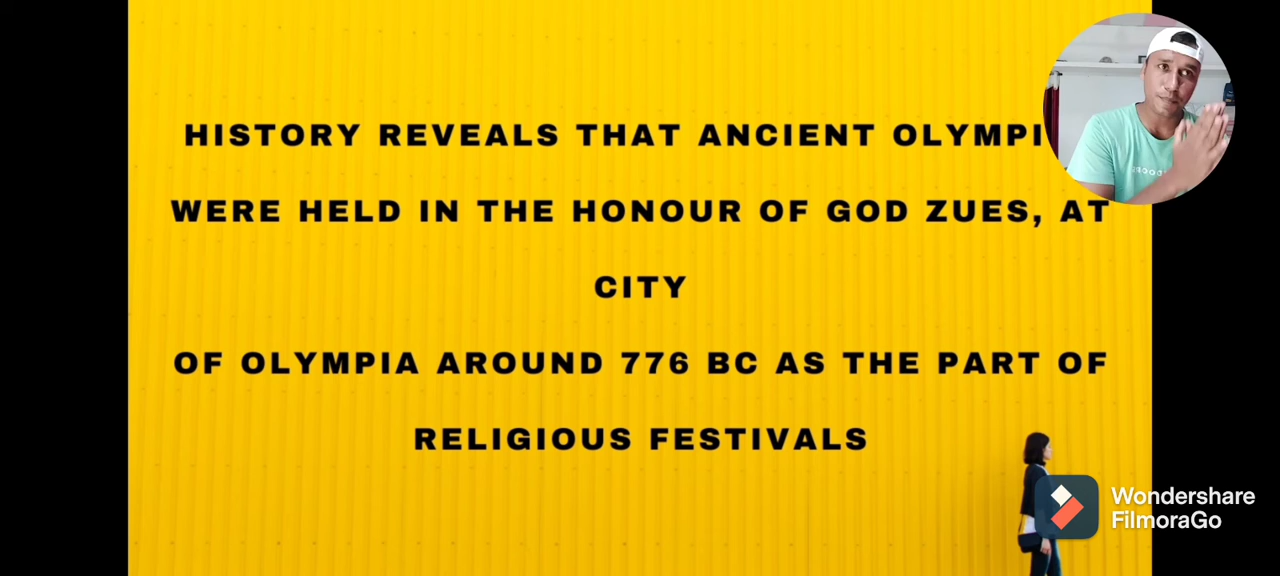 HISTORY REVEALS THAT ANCIENT
WERE HELD IN THE HONOUR OF GOD ZUES, AT
CITY
OF OLYMPIA AROUND 776 BC AS THE PART OF
RELIGIOUS FESTIVALS
Wondershare
FilmoraGo